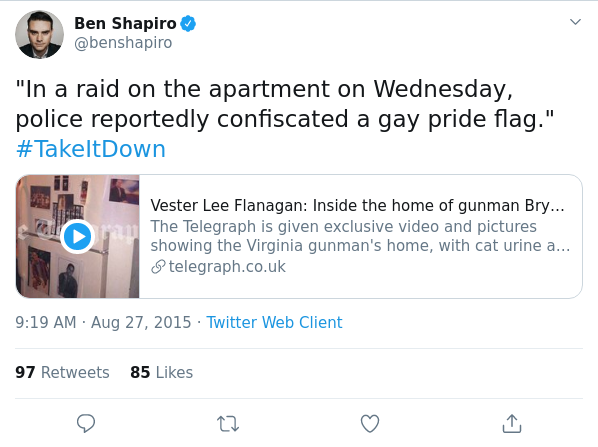 Ben Shapiro
@benshapiro
"In a raid on the apartment on Wednesday,
police reportedly confiscated a gay pride flag."
#TakeItDown
Vester Lee Flanagan: Inside the home of gunman Bry...
The Telegraph is given exclusive video and pictures
showing the Virginia gunman's home, with cat urine a...
telegraph.co.uk
9:19 AM · Aug 27, 2015 · Twitter Web Client
97 Retweets 85 Likes